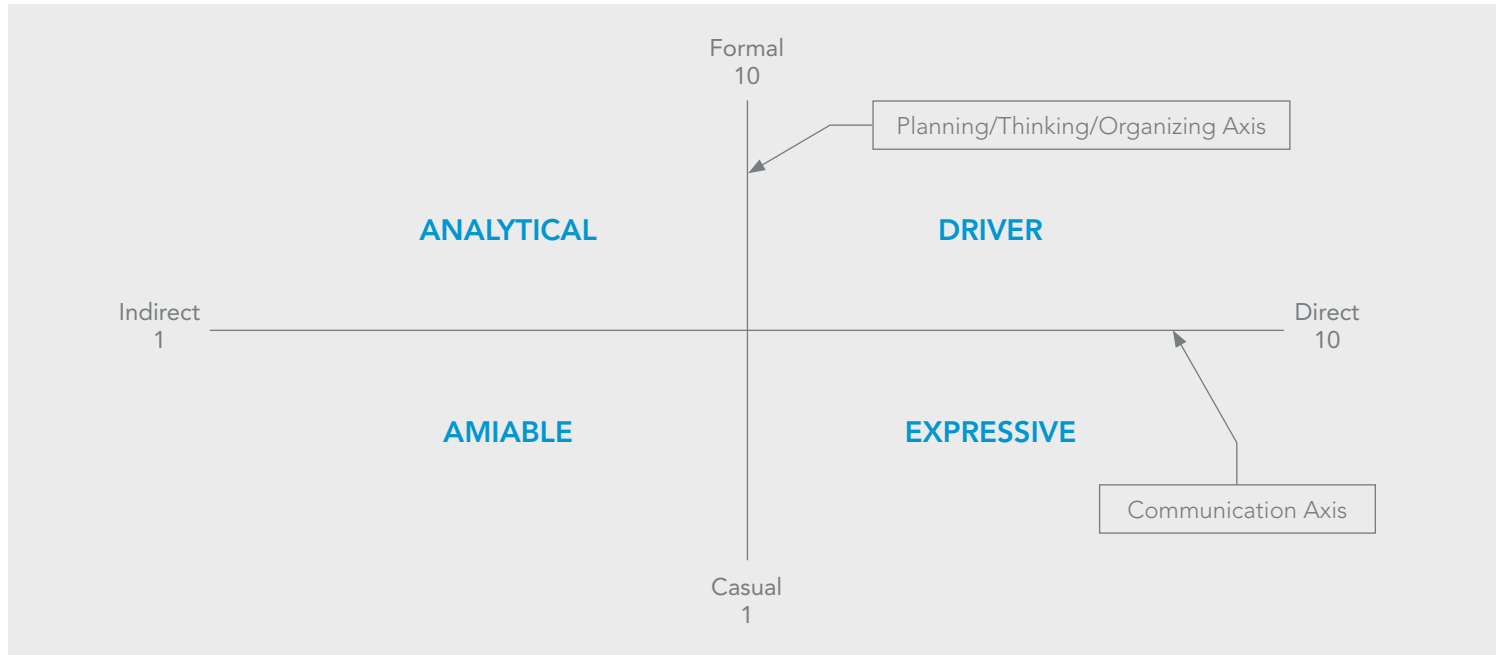 Formal
10
Planning/Thinking/Organizing Axis
ANALYTICAL
DRIVER
Indirect
1
Direct
10
AMIABLE
EXPRESSIVE
Communication Axis
Casual
1